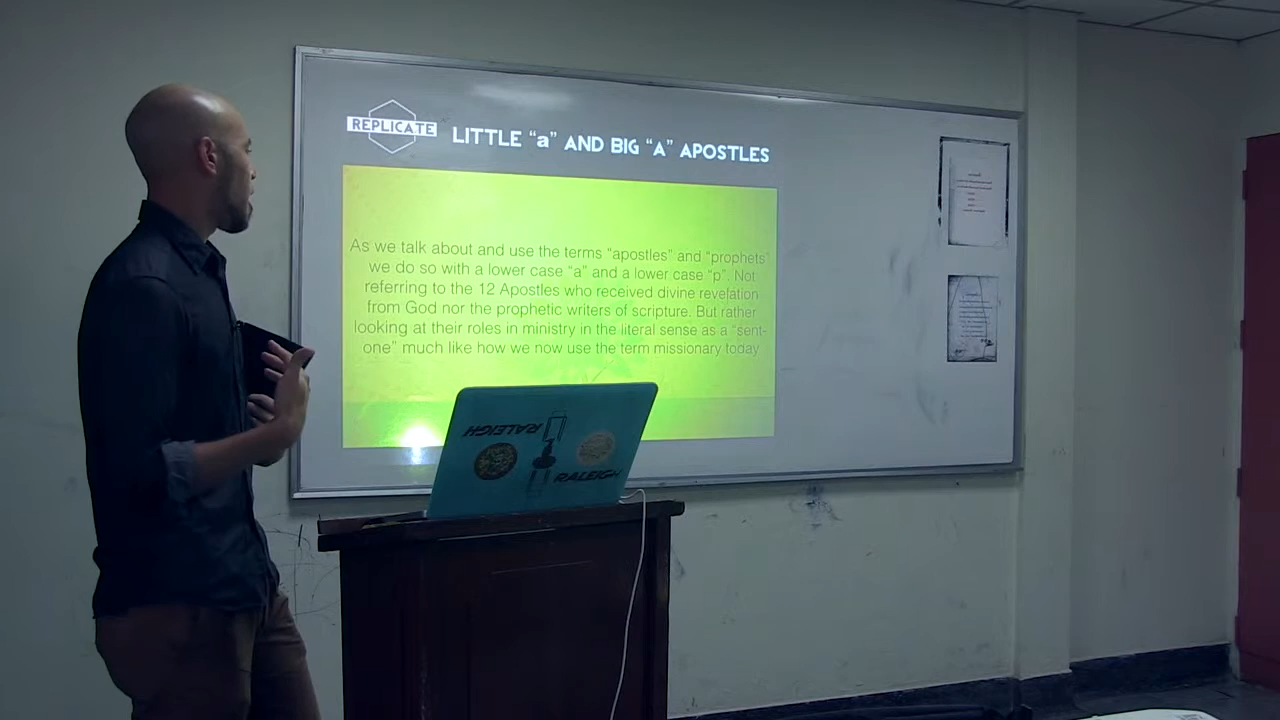 REPLICATE
LITTLE "a" AND BIG "A" APOSTLES
As we talk about and use the terms "apostles" and "prophets"
we do so with a lower case "a" and a lower case "p". Not
referring to the 12 Apostles who received divine revelation
from God nor the prophetic writers of scripture. But rather
looking at their roles in ministry in the literal sense as a "sent-
one" much like how we now use the term missionary today
RALEIGH
RALEIGH